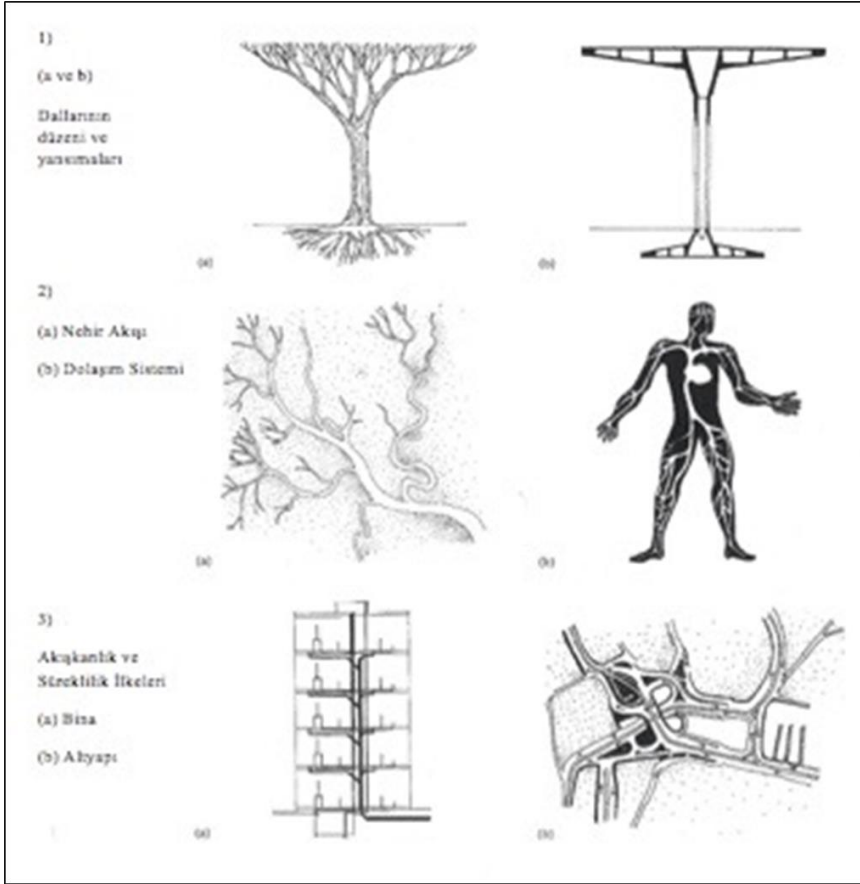 1)
(a ve b)
Dallarının
düzeni ve
yansımaları
(a)
(b)
2)
(a) Nehir Akışı
(b) Dolaşım Sistemi
(a)
(b)
3)
Akışkanlık ve
Süreklilik İlkeleri
(a) Bina
(b) Altyapı
(a)
(b)